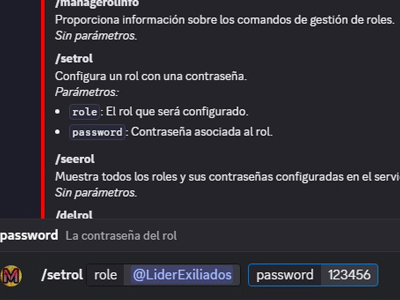 /managerolinfo
Proporciona información sobre los comandos de gestión de roles.
Sin parámetros.
/setrol
Configura un rol con una contraseña.
Parámetros:
• role: El rol que será configurado.
• password: Contraseña asociada al rol.
/seerol
Muestra todos los roles y sus contraseñas configuradas en el servi
Sin parámetros.
/delrol
password La contraseña del rol
/setrol role @LiderExiliados password 123456